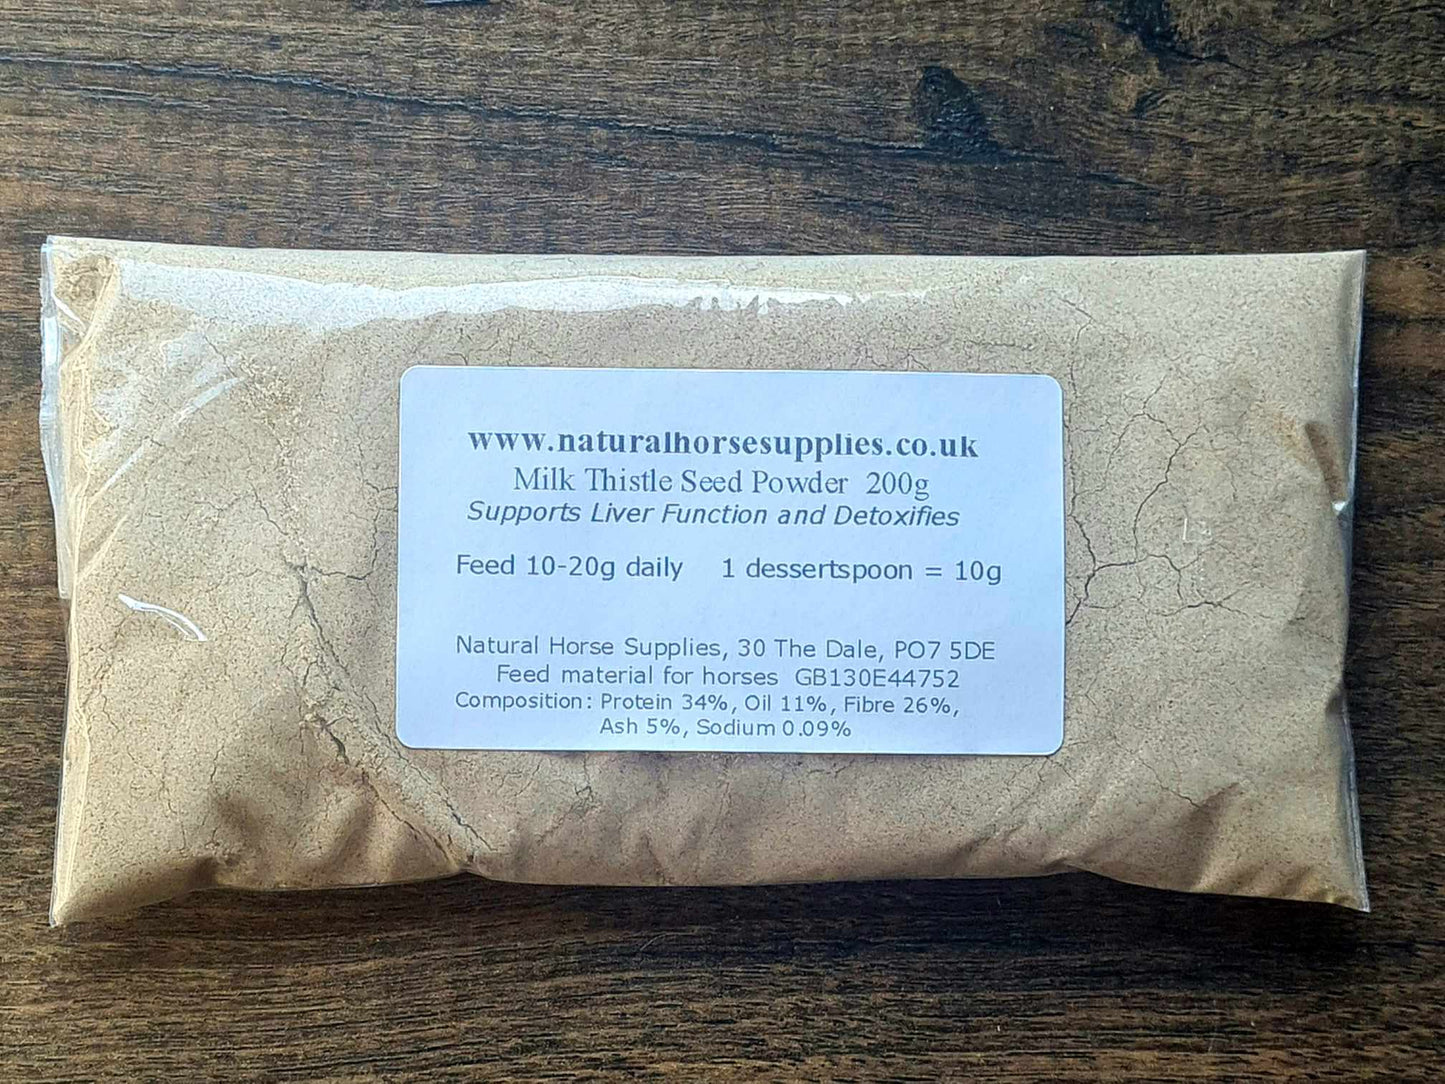 www.naturalhorsesupplies.co.uk
Milk Thistle Seed Powder 200g
Supports Liver Function and Detoxifies
Feed 10-20g daily 1 dessertspoon = 10g
Natural Horse Supplies, 30 The Dale, PO7 5DE
Feed material for horses GB130E44752
Composition: Protein 34%, Oil 11%, Fibre 26%,
Ash 5%, Sodium 0.09%